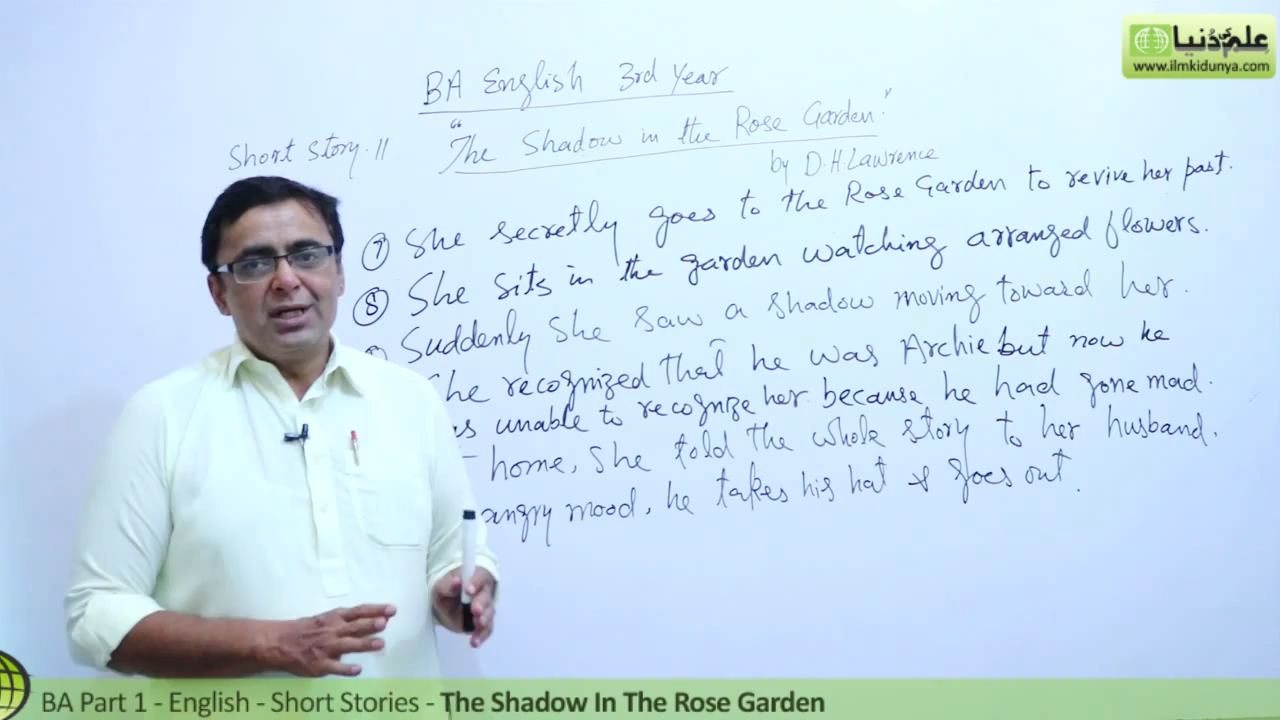 علم کی دنیا
www.ilmkidunya.com
BA English 3rd Year
Short Story. 11
"The Shadow in the Rose Garden."
by D.H.Lawrence
⑦ She secretly goes to the Rose Garden to revive her past.
⑧ She sits in the garden watching arranged flowers.
Suddenly she saw a shadow moving toward her.
She recognized that he was Archie but now he
was unable to recognize her because he had gone mad.
home, she told the whole story to her husband.
angry mood, he takes his hat & goes out.
BA Part 1 - English - Short Stories - The Shadow In The Rose Garden